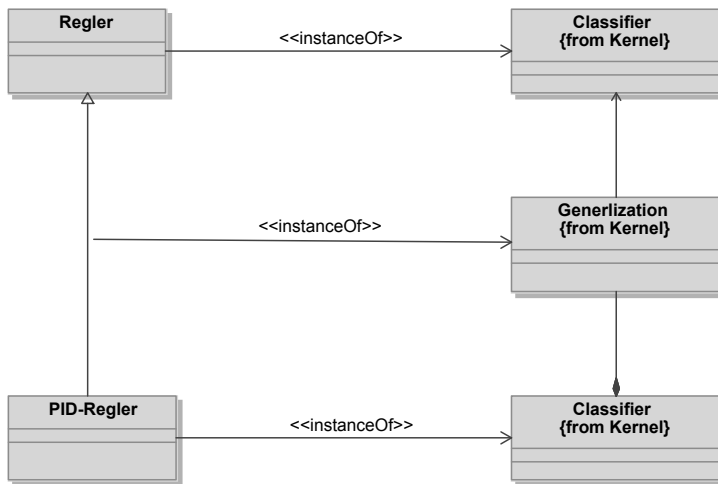 Regler
<<instanceOf>>
Classifier
{from Kernel}
<<instanceOf>>
Generlization
{from Kernel}
PID-Regler
<<instanceOf>>
Classifier
{from Kernel}